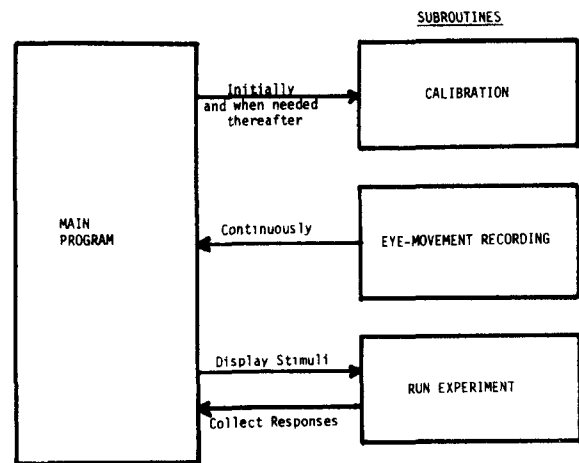 SUBROUTINES
Initially
and when needed
thereafter
CALIBRATION
MAIN
PROGRAM
Continuously
EYE-MOVEMENT RECORDING
Display Stimuli
RUN EXPERIMENT
Collect Responses